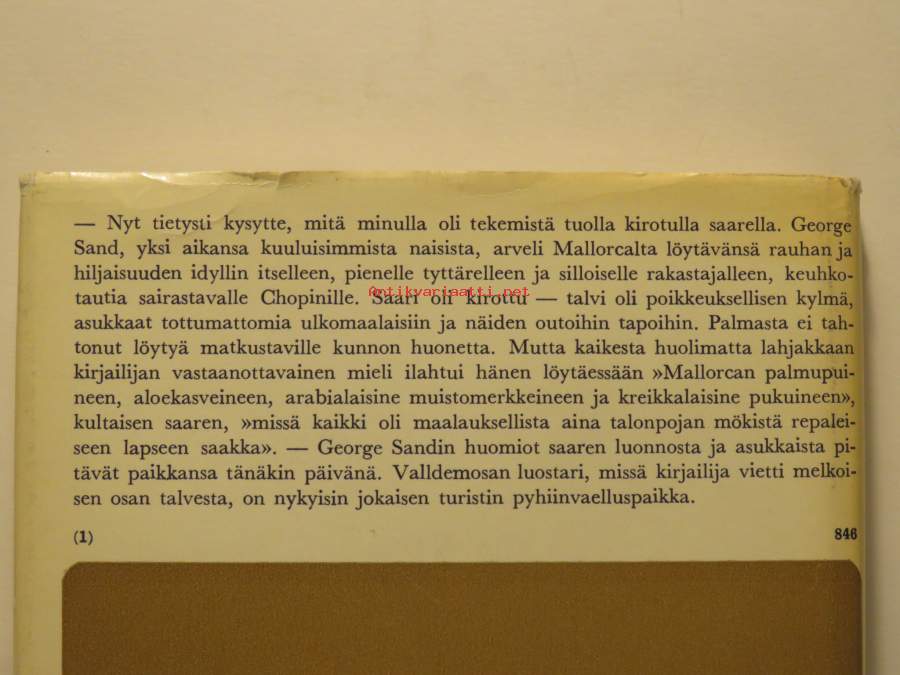 — Nyt tietysti kysytte, mitä minulla oli tekemistä tuolla kirotulla saarella. George
Sand, yksi aikansa kuuluisimmista naisista, arveli Mallorcalta löytävänsä rauhan ja
hiljaisuuden idyllin itselleen, pienelle tyttärelleen ja silloiselle rakastajalleen, keuhko-
tautia sairastavalle Chopinille. Saari oli kirottu — talvi oli poikkeuksellisen kylmä,
Antikvariaatti.net
asukkaat tottumattomia ulkomaalaisiin ja näiden outoihin tapoihin. Palmasta ei tah-
tonut löytyä matkustaville kunnon huonetta. Mutta kaikesta huolimatta lahjakkaan
kirjailijan vastaanottavainen mieli ilahtui hänen löytäessään »Mallorcan palmupui-
neen, aloekasveineen, arabialaisine muistomerkkeineen ja kreikkalaisine pukuineen»,
kultaisen saaren, »missä kaikki oli maalauksellista aina talonpojan mökistä repalei-
seen lapseen saakka». — George Sandin huomiot saaren luonnosta ja asukkaista pi-
tävät paikkansa tänäkin päivänä. Valldemosan luostari, missä kirjailija vietti melkoi-
sen osan talvesta, on nykyisin jokaisen turistin pyhiinvaelluspaikka.
(1) 846